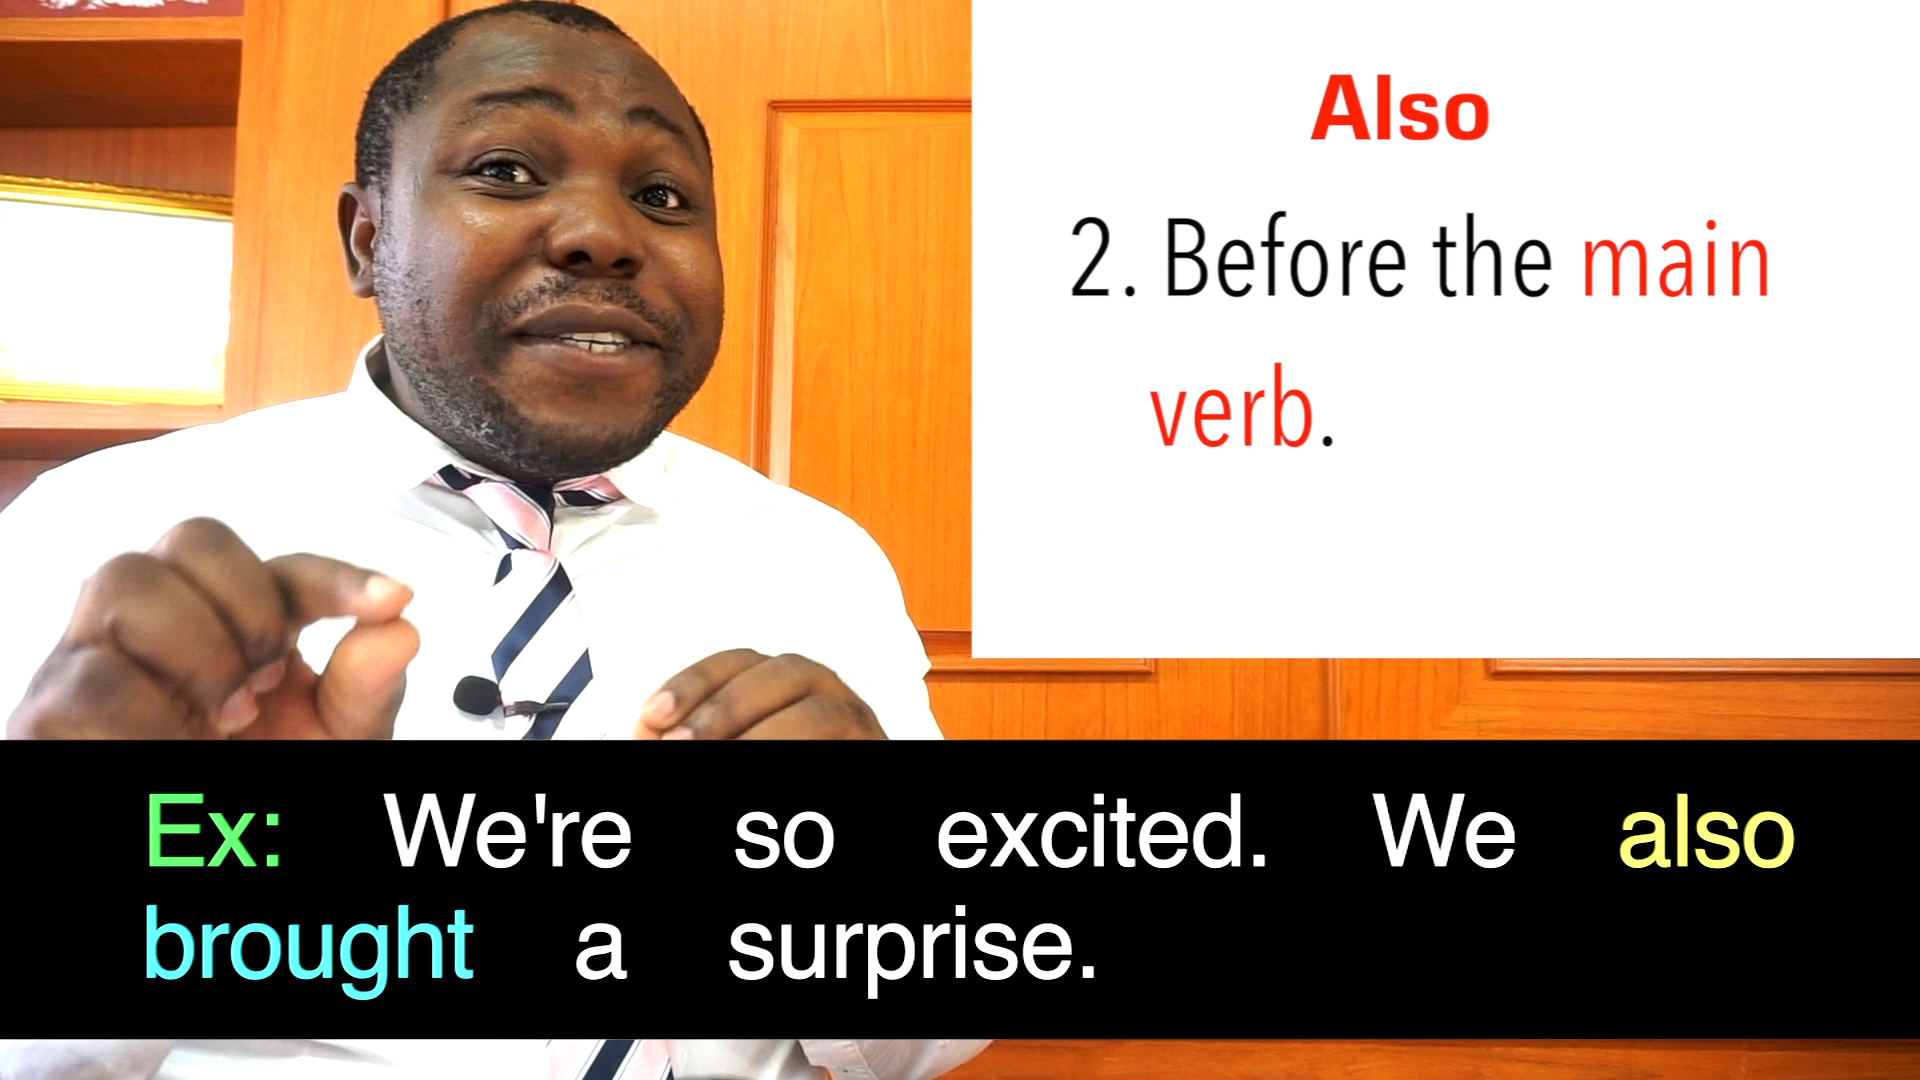 Also
2. Before the main
verb.
Ex: We're so excited. We also
brought a surprise.